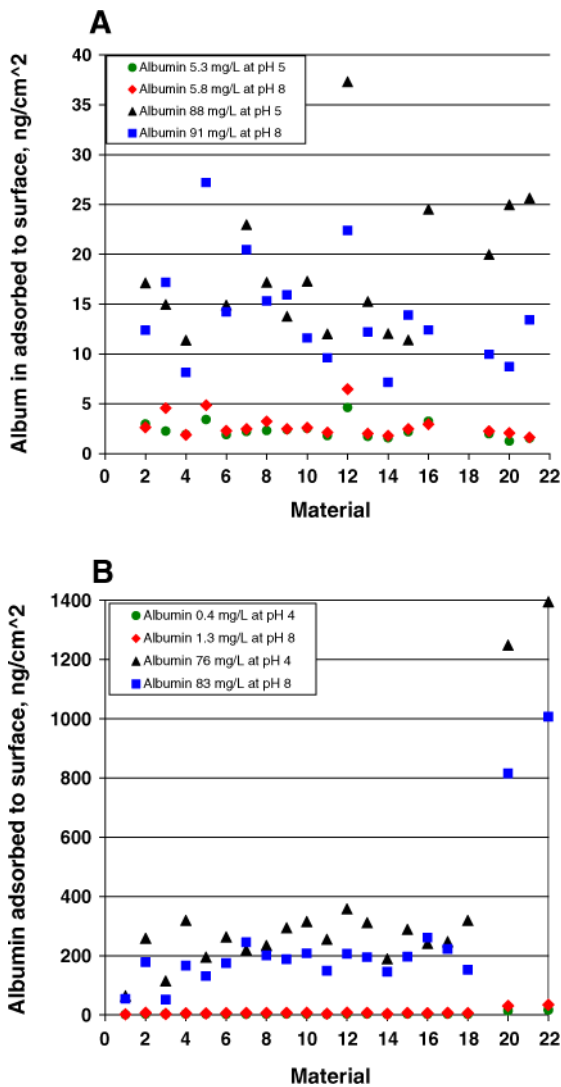 A
Album in adsorbed to surface, ng/cm^2
40
35
30
25
20
15
10
5
0
Albumin 5.3 mg/L at pH 5
Albumin 5.8 mg/L at pH 8
Albumin 88 mg/L at pH 5
Albumin 91 mg/L at pH 8
0 2 4 6 8 10 12 14 16 18 20 22
Material
B
Albumin adsorbed to surface, ng/cm^2
1400
1200
1000
800
600
400
200
0
Albumin 0.4 mg/L at pH 4
Albumin 1.3 mg/L at pH 8
Albumin 76 mg/L at pH 4
Albumin 83 mg/L at pH 8
0 2 4 6 8 10 12 14 16 18 20 22
Material